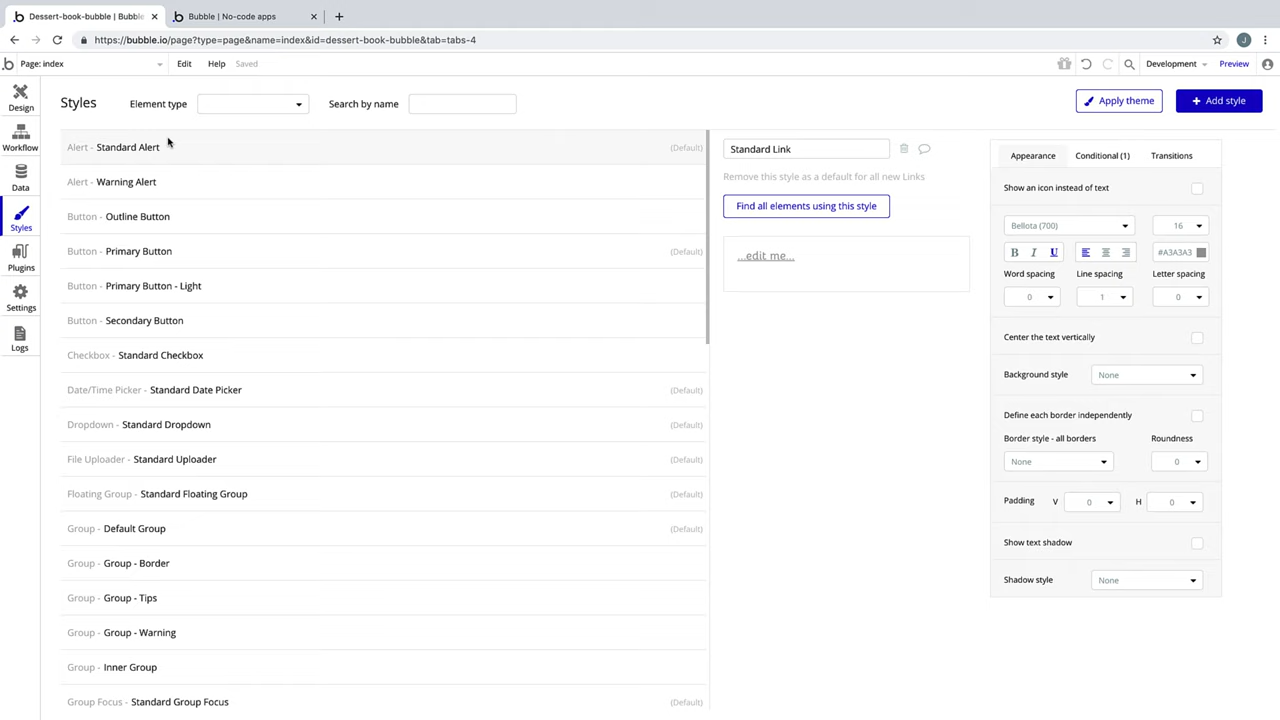 Dessert-book-bubble | Bubble
Bubble | No-code apps
https://bubble.io/page?type=page&name=index&id=dessert-book-bubble&tab=tabs-4
J
Page: index
Edit
Help
Saved
Development
Preview
Design
Workflow
Data
Styles
Plugins
Settings
Logs
Styles
Element type
Search by name
Apply theme
+ Add style
Alert - Standard Alert (Default)
Alert - Warning Alert
Button - Outline Button
Button - Primary Button (Default)
Button - Primary Button - Light
Button - Secondary Button
Checkbox - Standard Checkbox
Date/Time Picker - Standard Date Picker (Default)
Dropdown - Standard Dropdown (Default)
File Uploader - Standard Uploader (Default)
Floating Group - Standard Floating Group (Default)
Group - Default Group (Default)
Group - Border
Group - Tips
Group - Warning
Inner Group
Group Focus - Standard Group Focus (Default)
Standard Link
Remove this style as a default for all new Links
Find all elements using this style
...edit me...
Appearance
Conditional (1)
Transitions
Show an icon instead of text
Bellota (700)
16
B I U
#A3A3A3
Word spacing
Line spacing
Letter spacing
0
1
0
Center the text vertically
Background style
None
Define each border independently
Border style - all borders
Roundness
None
0
Padding
V
0
H
0
Show text shadow
Shadow style
None